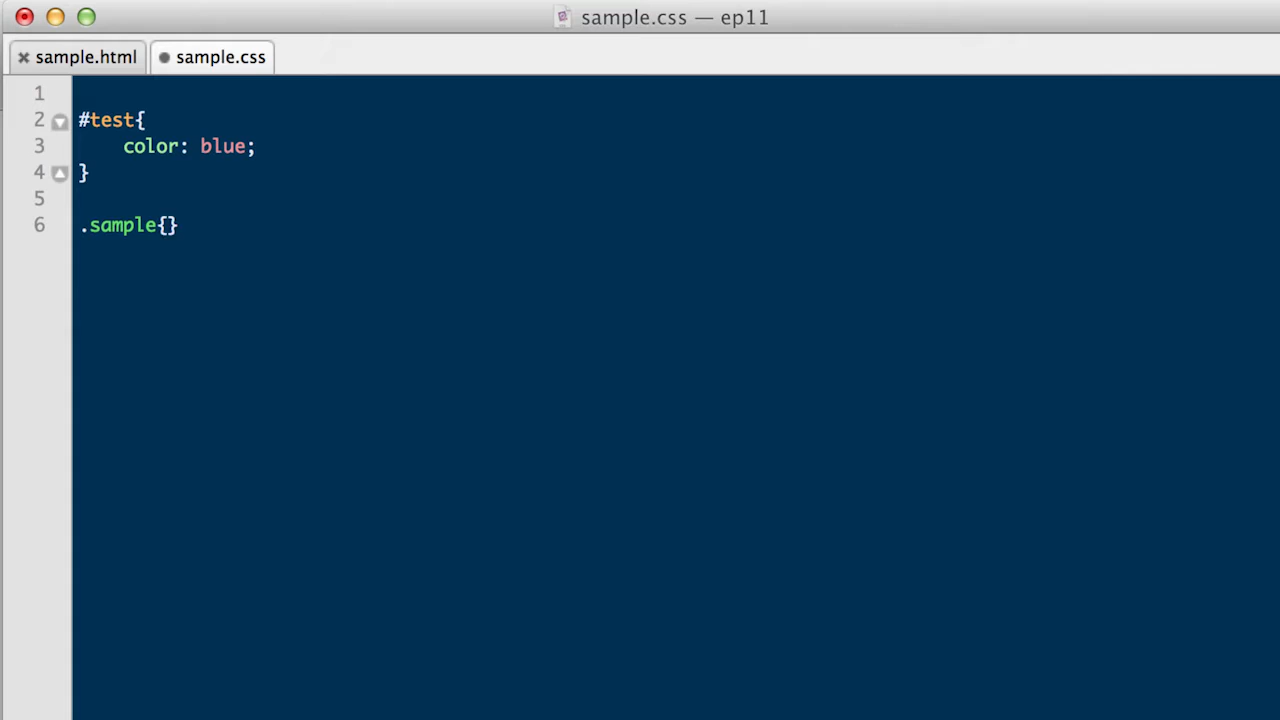 sample.css — ep11
sample.html
sample.css
1
2 #test{
3 color: blue;
4 }
5
6 .sample{}